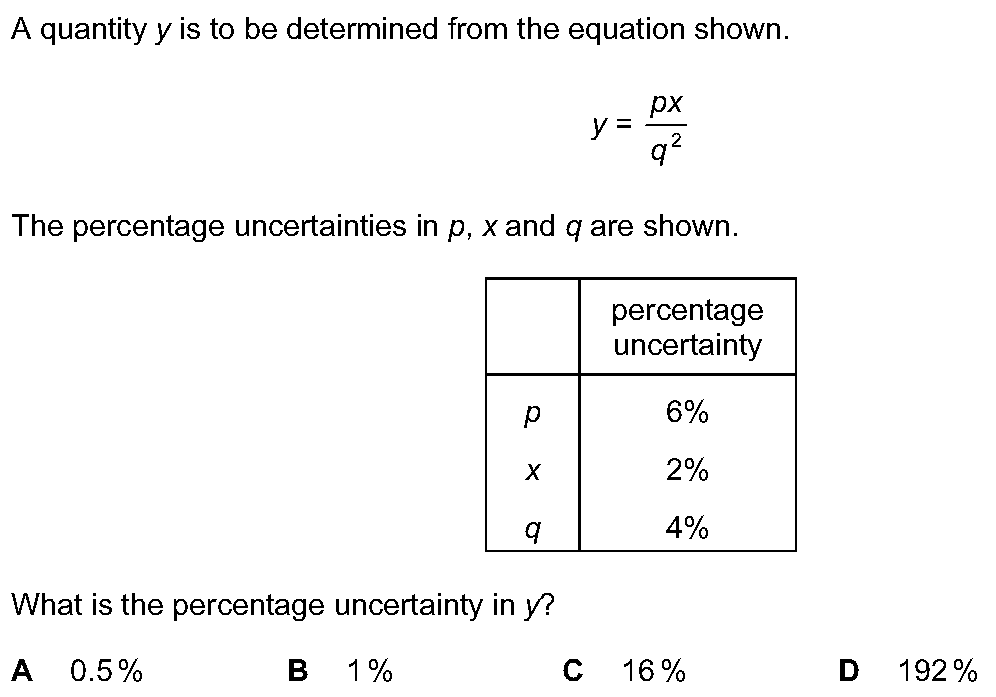 A quantity y is to be determined from the equation shown.
y = px / q²
The percentage uncertainties in p, x and q are shown.
percentage
uncertainty
p 6%
x 2%
q 4%
What is the percentage uncertainty in y?
A 0.5% B 1% C 16% D 192%